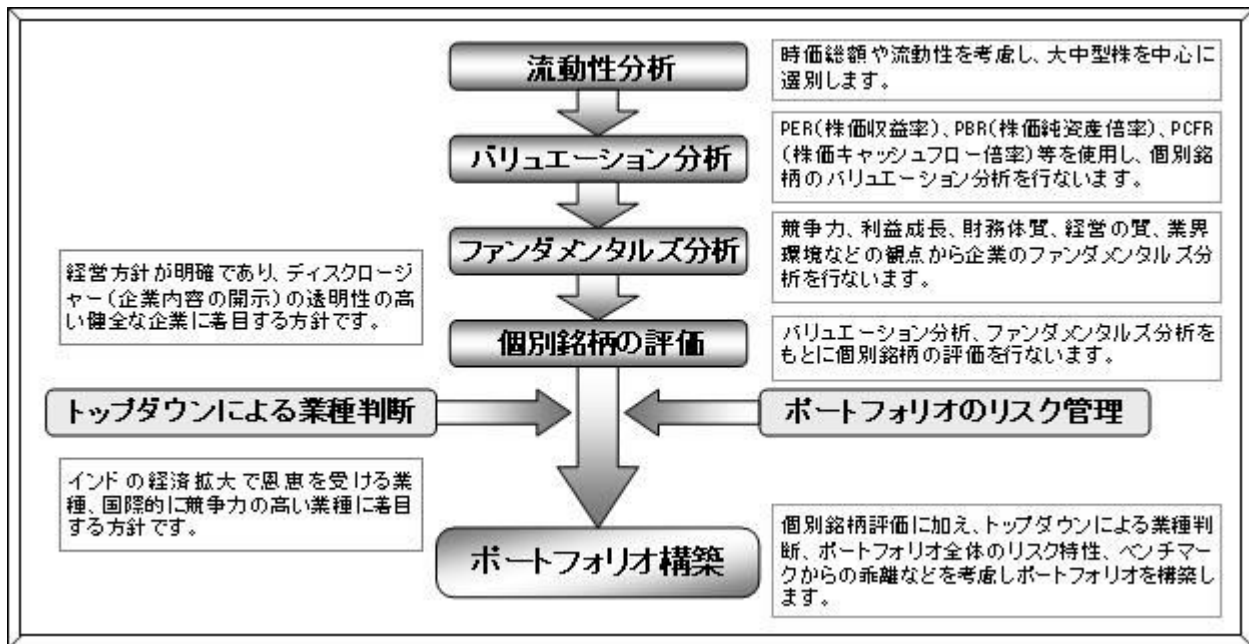 流動性分析
時価総額や流動性を考慮し、大中型株を中心に
選別します。
バリュエーション分析
PER(株価収益率)、PBR(株価純資産倍率)、PCFR
(株価キャッシュフロー倍率)等を使用し、個別銘
柄のバリュエーション分析を行ないます。
ファンダメンタルズ分析
競争力、利益成長、財務体質、経営の質、業界
環境などの観点から企業のファンダメンタルズ分
析を行ないます。
経営方針が明確であり、ディスクロージ
ャー(企業内容の開示)の透明性の高
い健全な企業に着目する方針です。
個別銘柄の評価
バリュエーション分析、ファンダメンタルズ分析を
もとに個別銘柄の評価を行ないます。
トップダウンによる業種判断
ポートフォリオのリスク管理
インドの経済拡大で恩恵を受ける業
種、国際的に競争力の高い業種に着目
する方針です。
ポートフォリオ構築
個別銘柄評価に加え、トップダウンによる業種判
断、ポートフォリオ全体のリスク特性、ベンチマー
クからの乖離などを考慮しポートフォリオを構築し
ます。